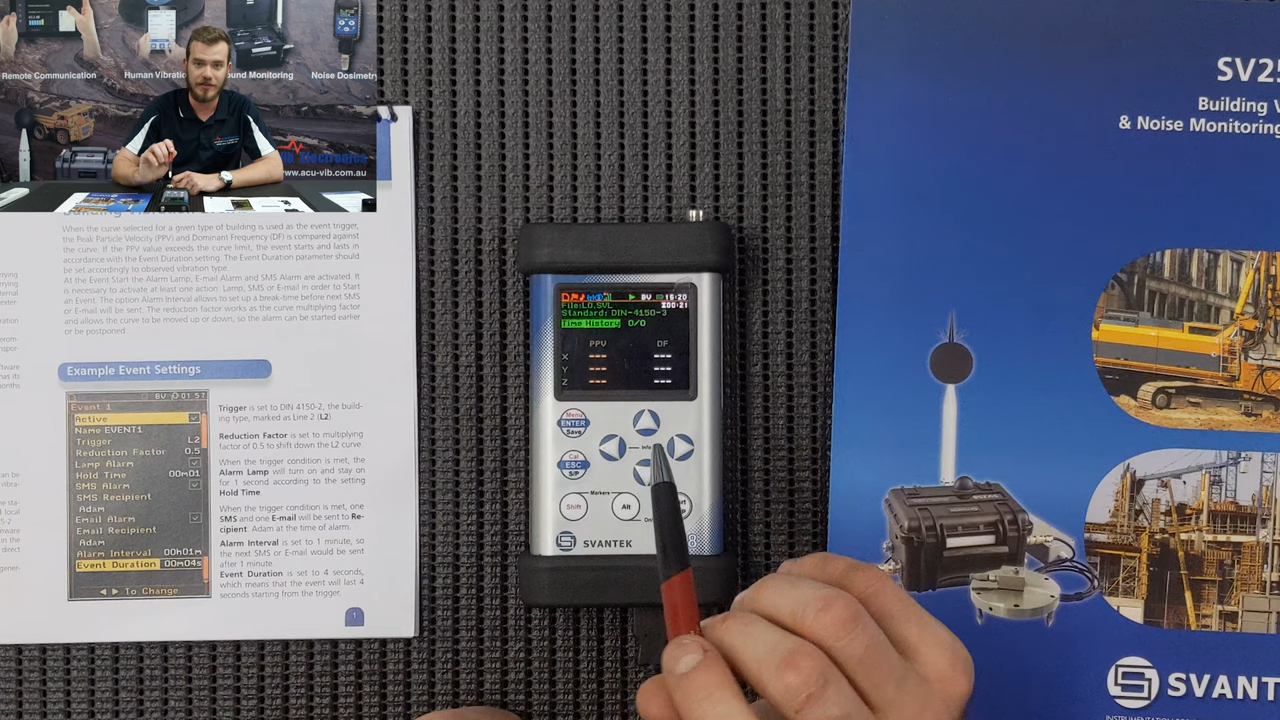 Remote Communication
Human Vibra
ound Monitoring
Noise Dosimetry
ib Electronics
www.acu-vib.com.au
When the curve selected for a given type of building is used as the event trigger,
the Peak Particle Velocity (PPV) and Dominant Frequency (DF) is compared against
the curve. If the PPV value exceeds the curve limit, the event starts and lasts in
accordance with the Event Duration setting. The Event Duration parameter should
be set accordingly to observed vibration type.
At the Event Start the Alarm Lamp, E-mail Alarm and SMS Alarm are activated. It
is necessary to activate at least one action: Lamp, SMS or E-mail in order to Start
an Event. The option Alarm Interval allows to set up a break-time before next SMS
or E-mail will be sent. The reduction factor works as the curve multiplying factor
and allows the curve to be moved up or down, so the alarm can be started earlier
or be postponed.
Example Event Settings
BV 01:57
Event 1
Active
Name EVENT1
Trigger L2
Reduction Factor 0.5
Lamp Alarm
Hold Time 00m01
SMS Alarm
SMS Recipient
Adam
Email Alarm
Email Recipient
Adam
Alarm Interval 00h01m
Event Duration 00m04s
◄ ► To Change
Trigger is set to DIN 4150-2, the build-
ing type, marked as Line 2 (L2).
Reduction Factor is set to multiplying
factor of 0.5 to shift down the L2 curve.
When the trigger condition is met, the
Alarm Lamp will turn on and stay on
for 1 second according to the setting
Hold Time.
When the trigger condition is met, one
SMS and one E-mail will be sent to Re-
cipient Adam at the time of alarm.
Alarm Interval is set to 1 minute, so
the next SMS or E-mail would be sent
after 1 minute.
Event Duration is set to 4 seconds,
which means that the event will last 4
seconds starting from the trigger.
1
BV 16:20
File:L0.SVL 00:21
Standard: DIN-4150-3
Time History 0/0
PPV DF
X --- ---
Y --- ---
Z --- ---
Menu
ENTER
Save
Cal
ESC
S/P
Info
Markers
Shift
Alt
SVANTEK
8
SV25
Building V
& Noise Monitoring
SVANT